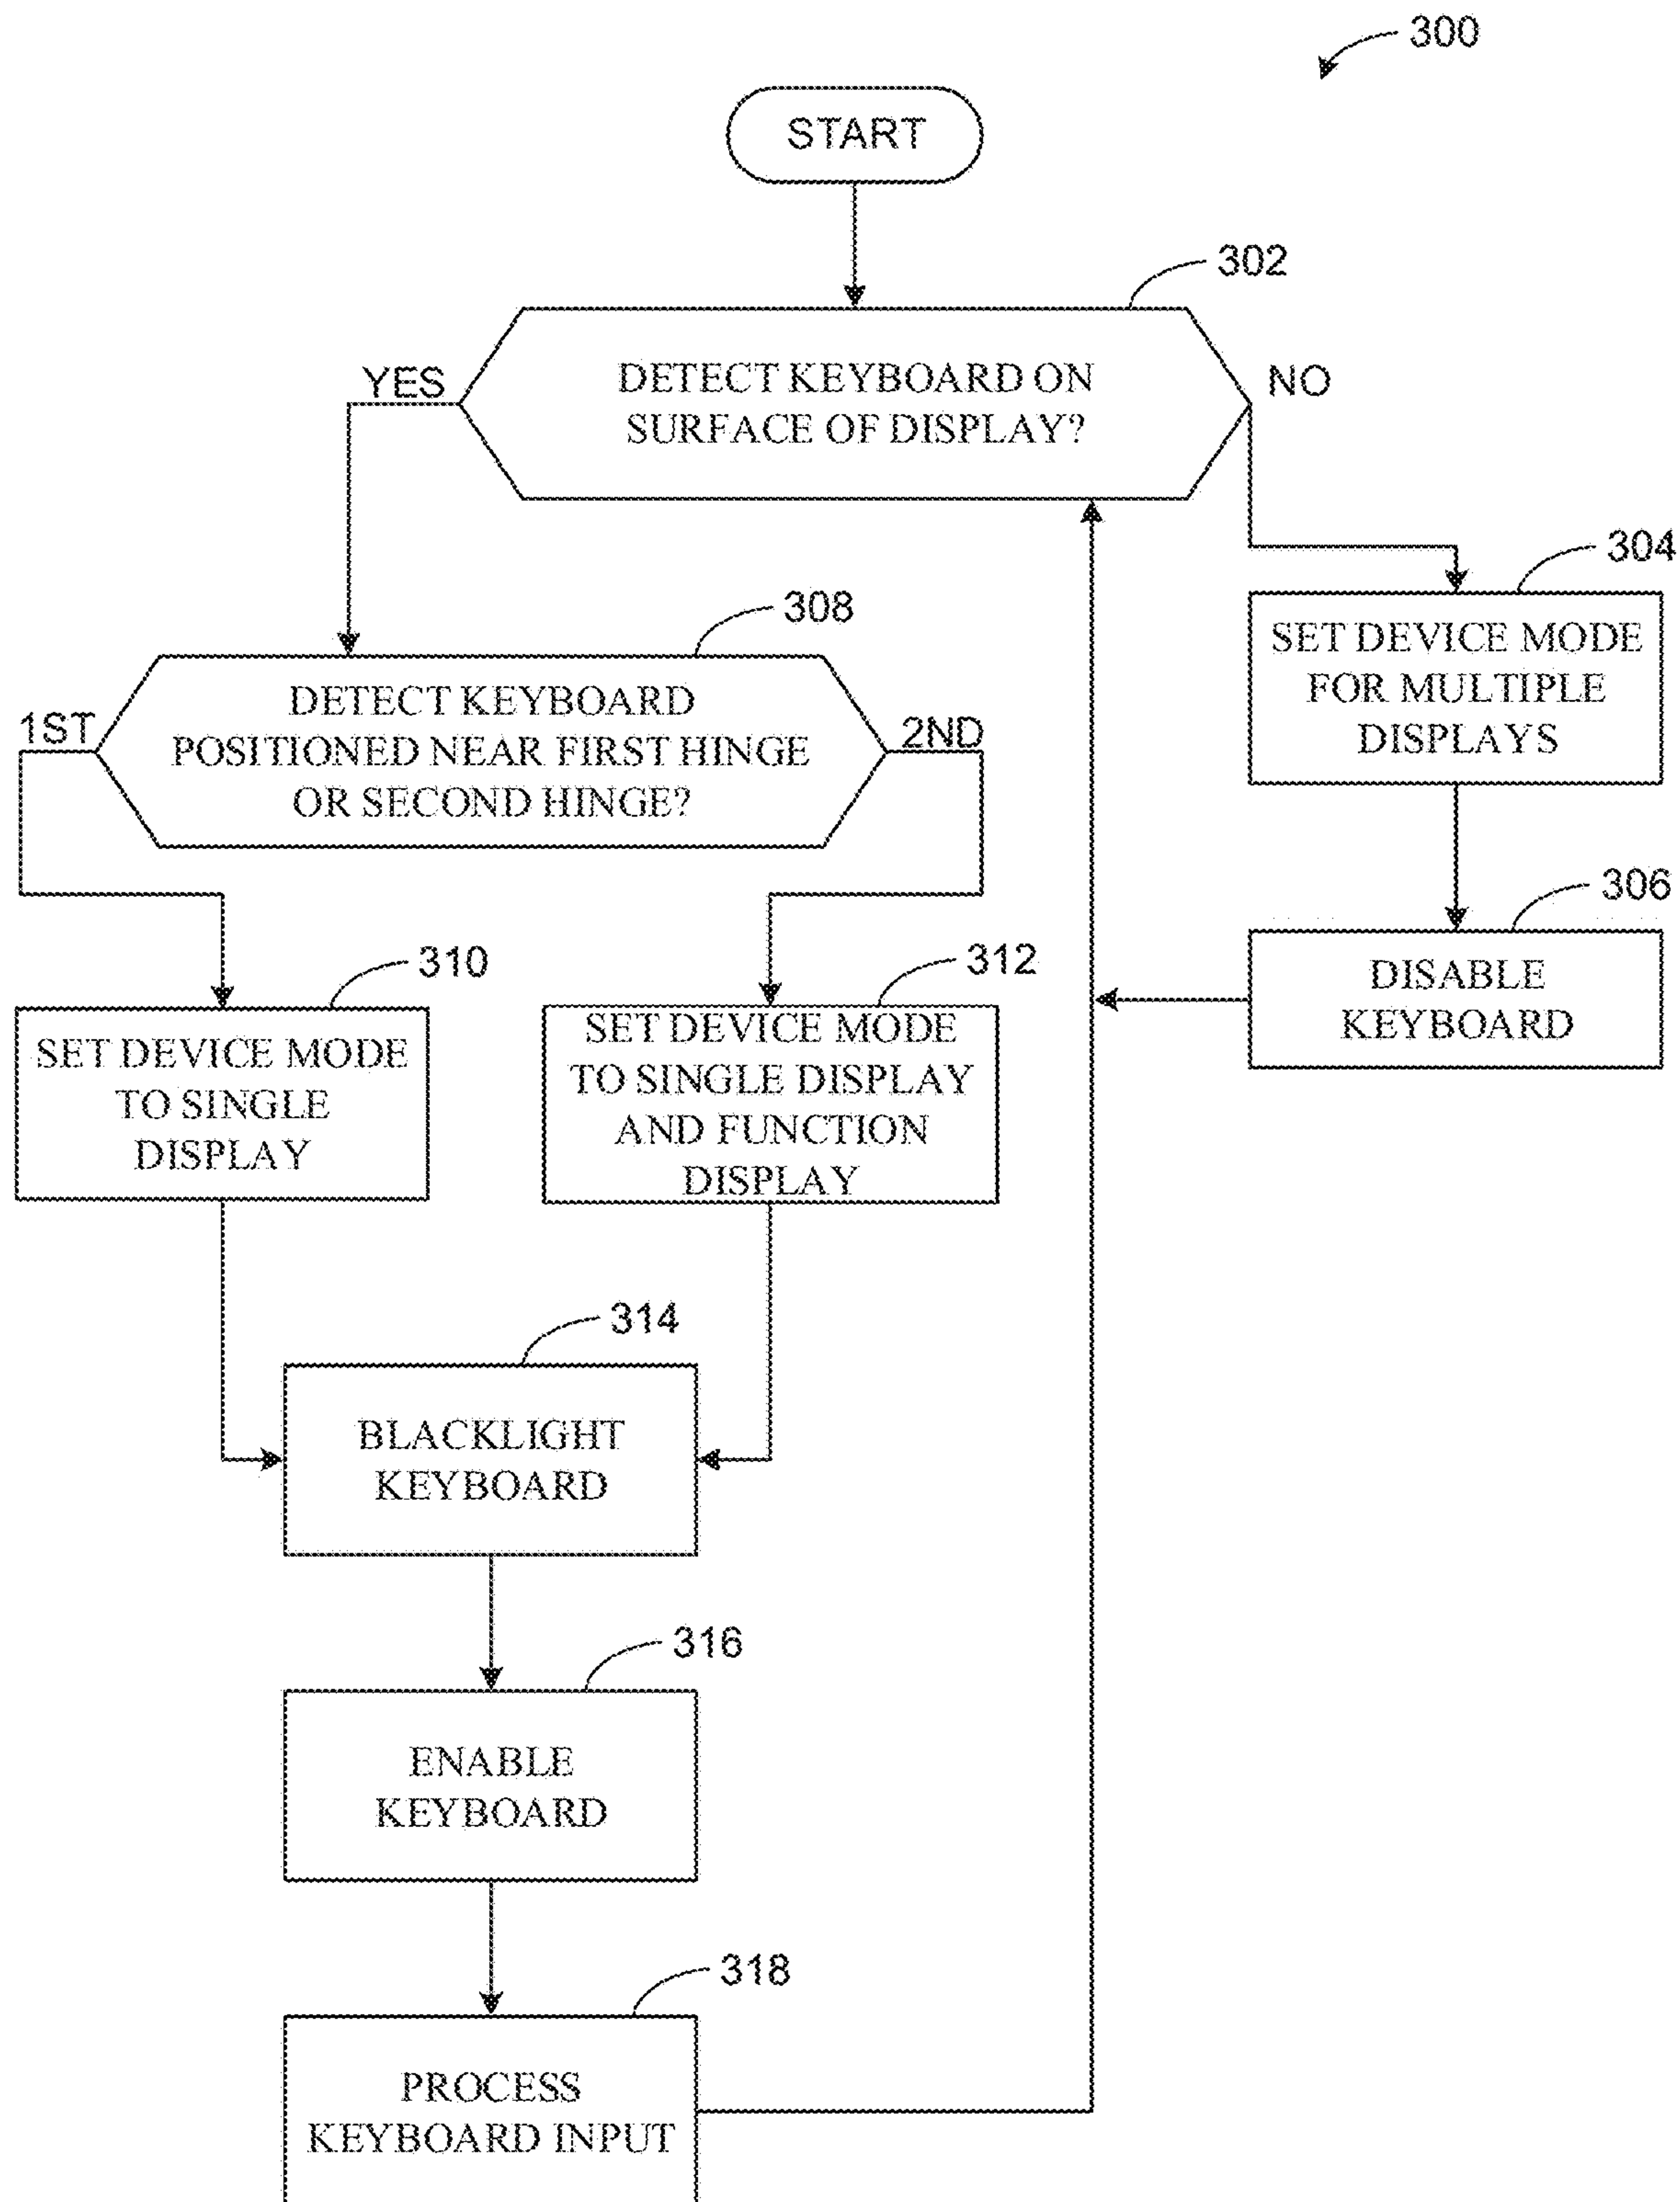 300
START
302
DETECT KEYBOARD ON
SURFACE OF DISPLAY?
YES
NO
304
SET DEVICE MODE
FOR MULTIPLE
DISPLAYS
308
DETECT KEYBOARD
POSITIONED NEAR FIRST HINGE
OR SECOND HINGE?
1ST
2ND
306
DISABLE
KEYBOARD
310
SET DEVICE MODE
TO SINGLE
DISPLAY
312
SET DEVICE MODE
TO SINGLE DISPLAY
AND FUNCTION
DISPLAY
314
BLACKLIGHT
KEYBOARD
316
ENABLE
KEYBOARD
318
PROCESS
KEYBOARD INPUT